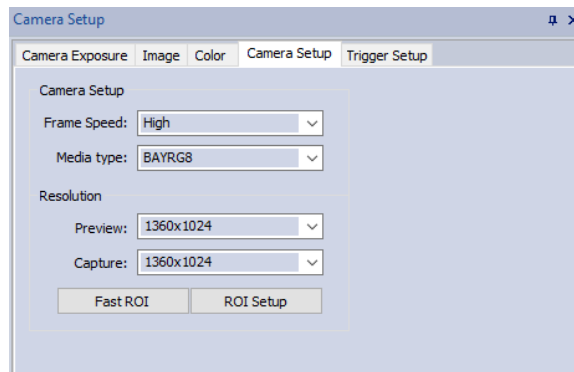 Camera Setup
Camera Exposure Image Color Camera Setup Trigger Setup
Camera Setup
Frame Speed: High
Media type: BAYRG8
Resolution
Preview: 1360x1024
Capture: 1360x1024
Fast ROI ROI Setup